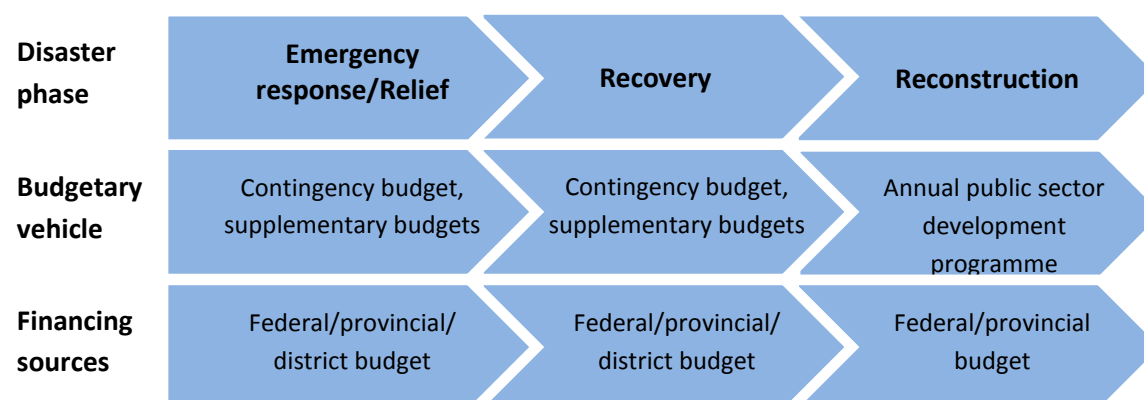 Disaster
phase
Emergency
response/Relief
Recovery
Reconstruction
Budgetary
vehicle
Contingency budget,
supplementary budgets
Contingency budget,
supplementary budgets
Annual public sector
development
programme
Financing
sources
Federal/provincial/
district budget
Federal/provincial/
district budget
Federal/provincial
budget